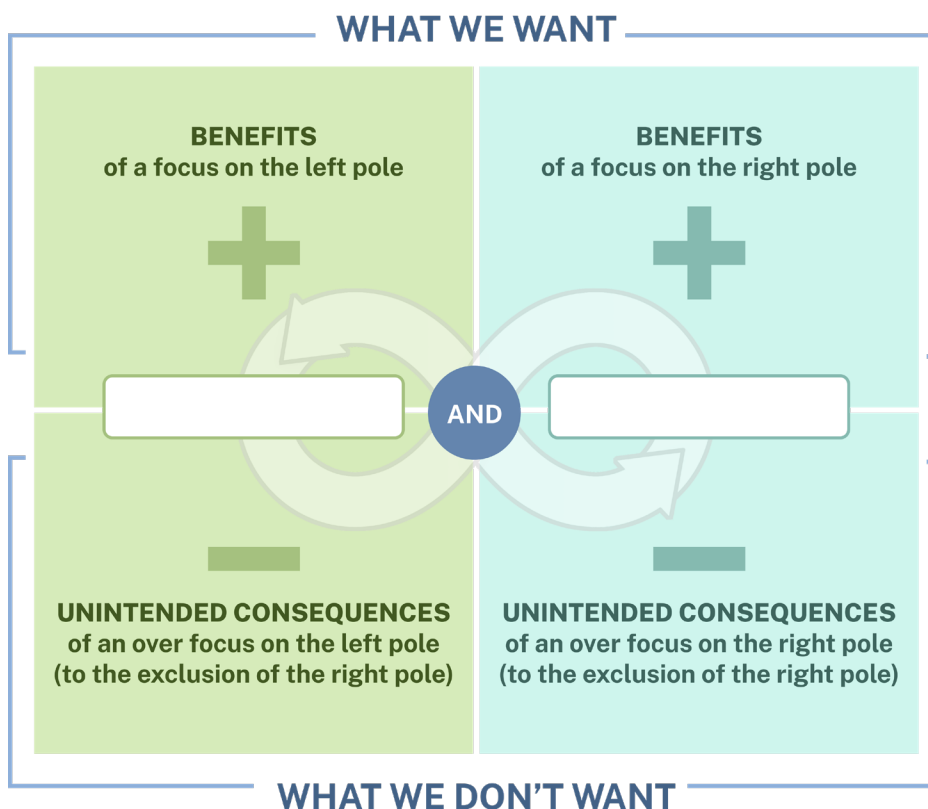 WHAT WE WANT
BENEFITS
of a focus on the left pole
BENEFITS
of a focus on the right pole
AND
UNINTENDED CONSEQUENCES
of an over focus on the left pole
(to the exclusion of the right pole)
UNINTENDED CONSEQUENCES
of an over focus on the right pole
(to the exclusion of the right pole)
WHAT WE DON’T WANT